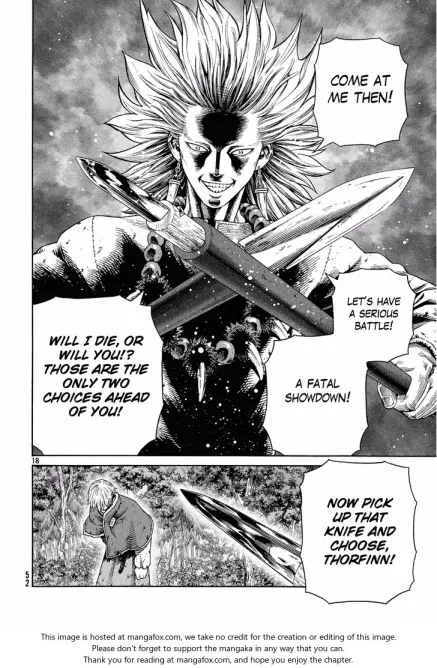 COME AT
ME THEN!
LET'S HAVE
A SERIOUS
BATTLE!
WILL I DIE, OR
WILL YOU!?
THOSE ARE THE
ONLY TWO
CHOICES AHEAD
OF YOU!
A FATAL
SHOWDOWN!
18
NOW PICK
UP THAT
KNIFE AND
CHOOSE,
THORFINN!
52
This image is hosted at mangafox.com, we take no credit for the creation or editing of this image.
Please don't forget to support the mangaka in any way that you can.
Thank you for reading at mangafox.com, and hope you enjoy the chapter.